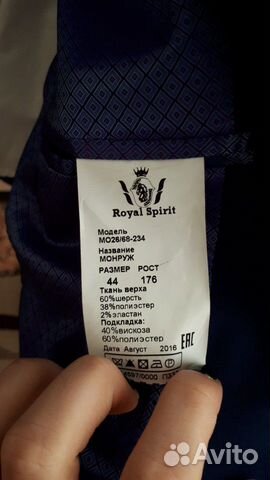 Royal Spirit
Модель
МО26/68-234
Название
МОНРУЖ
РАЗМЕР РОСТ
44 176
Ткань верха
60%шерсть
38%полиэстер
2%эластан
Подкладка:
40%вискоза
60%полиэстер
Дата Август 2016
EAC
Avito